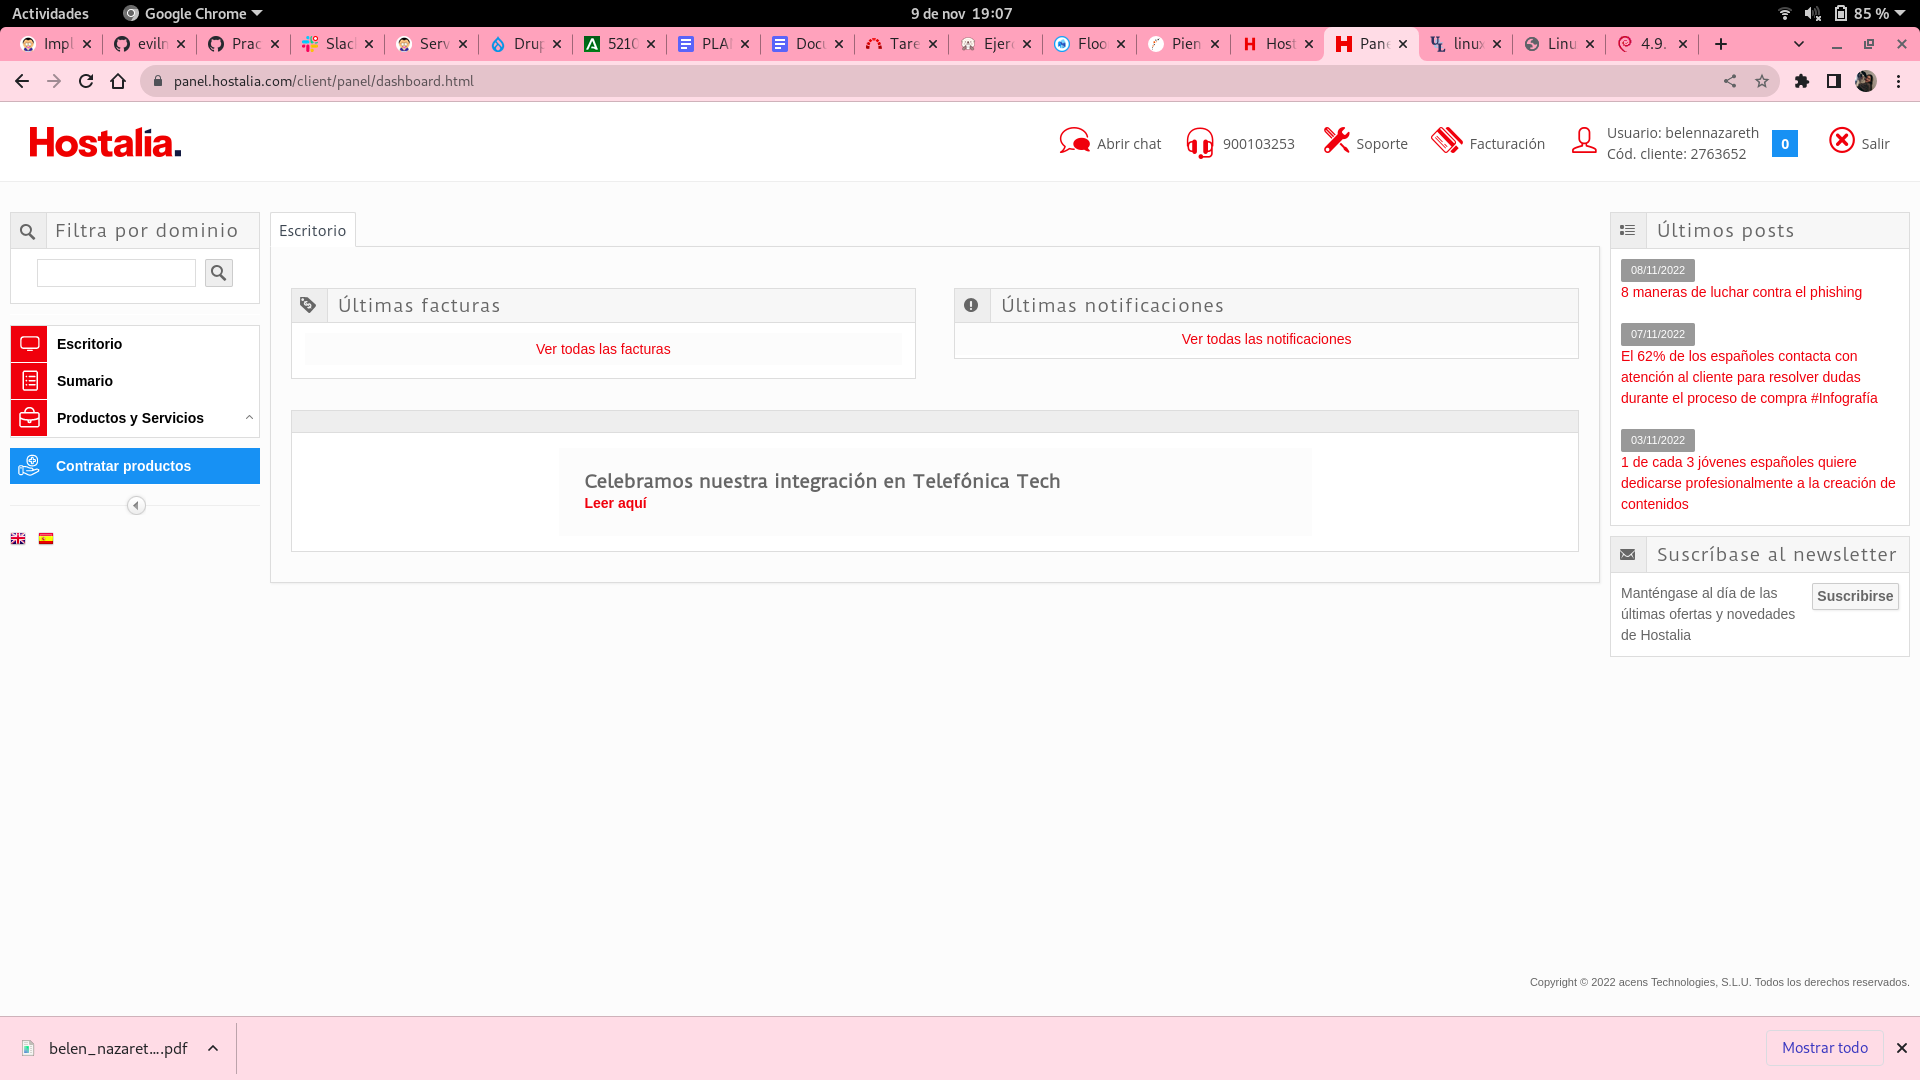 Actividades
Google Chrome
9 de nov 19:07
85 %
Impl
eviln
Prac
Slac
Serv
Drup
5210
PLAN
Docu
Tare
Ejer
Floo
Pien
Host
Pane
linux
Linu
4.9.
panel.hostalia.com/client/panel/dashboard.html
Hostalia.
Abrir chat
900103253
Soporte
Facturación
Usuario: belennazareth
Cód. cliente: 2763652
0
Salir
Filtra por dominio
Escritorio
Sumario
Productos y Servicios
Contratar productos
Escritorio
Últimas facturas
Ver todas las facturas
Últimas notificaciones
Ver todas las notificaciones
Celebramos nuestra integración en Telefónica Tech
Leer aquí
Últimos posts
08/11/2022
8 maneras de luchar contra el phishing
07/11/2022
El 62% de los españoles contacta con
atención al cliente para resolver dudas
durante el proceso de compra #Infografía
03/11/2022
1 de cada 3 jóvenes españoles quiere
dedicarse profesionalmente a la creación de
contenidos
Suscríbase al newsletter
Manténgase al día de las
últimas ofertas y novedades
de Hostalia
Suscribirse
Copyright © 2022 acens Technologies, S.L.U. Todos los derechos reservados.
belen_nazaret....pdf
Mostrar todo